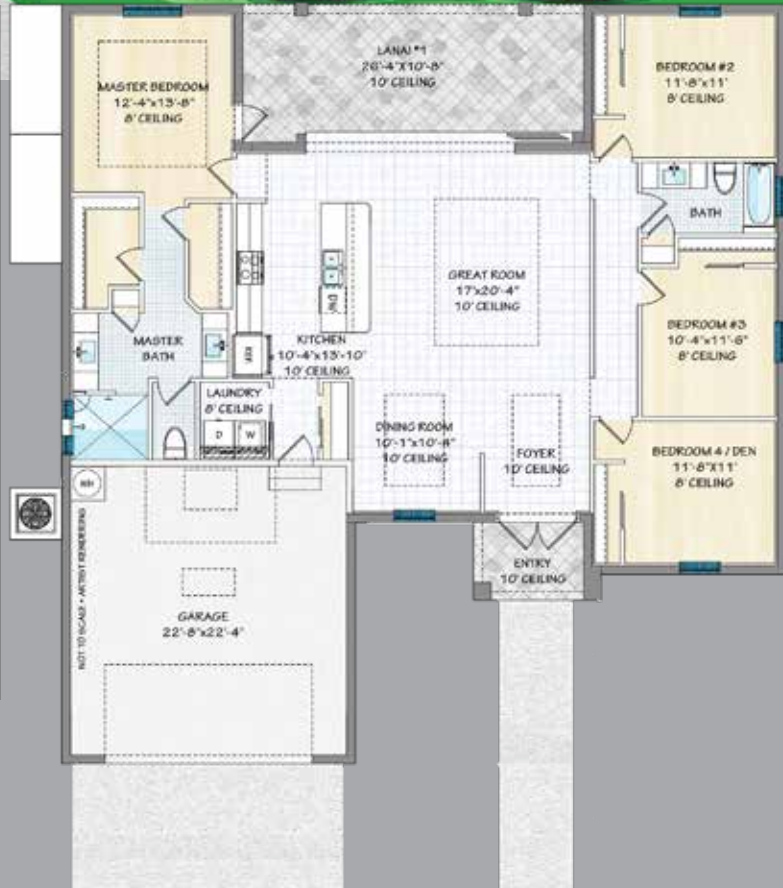 LANAI #1
26'-4"X10'-8"
10' CEILING
MASTER BEDROOM
12'-4"x13'-8"
8' CEILING
BEDROOM #2
11'-8"x11'
8' CEILING
BATH
GREAT ROOM
17'x20'-4"
10' CEILING
MASTER
BATH
KITCHEN
10'-4"x13'-10"
10' CEILING
DW
REF.
BEDROOM #3
10'-4"x11'-6"
8' CEILING
LAUNDRY
8' CEILING
D W
DINING ROOM
10'-1"x10'-8"
10' CEILING
FOYER
10' CEILING
BEDROOM 4 / DEN
11'-8"X11'
8' CEILING
WH
NOT TO SCALE - ARTIST RENDERING
ENTRY
10' CEILING
GARAGE
22'-8"x22'-4"